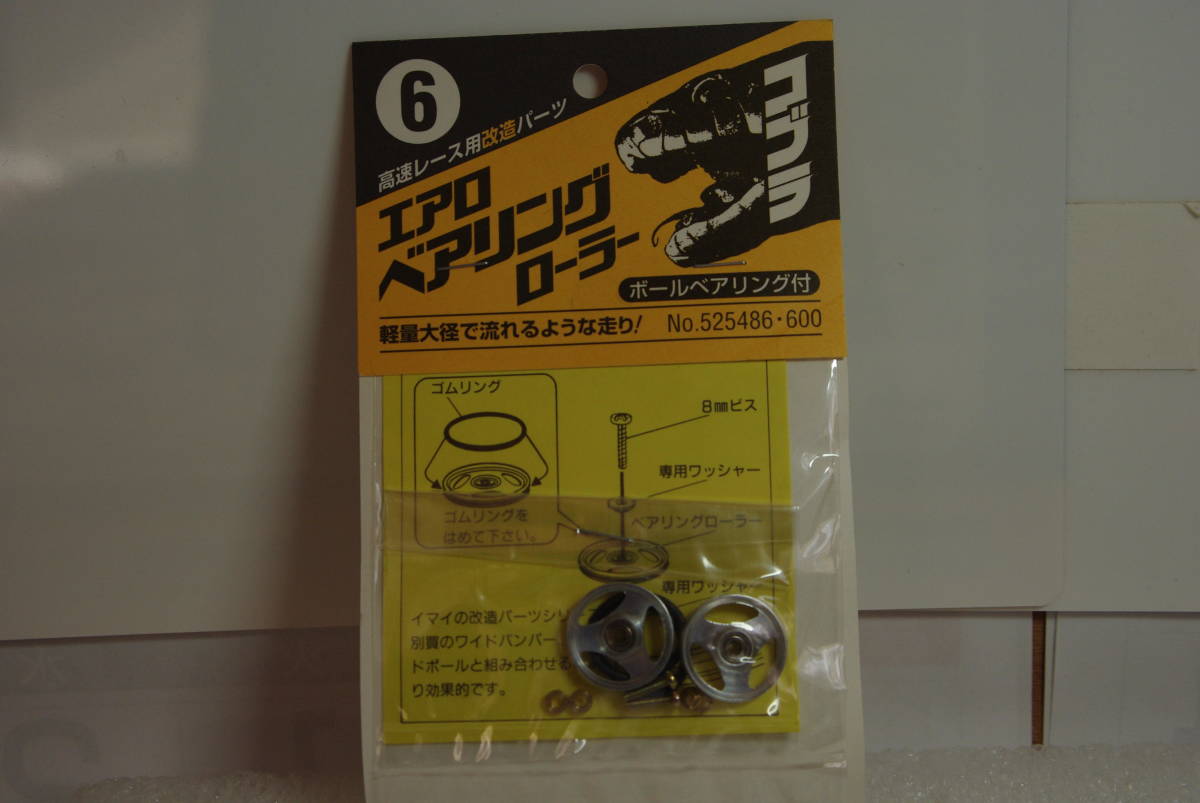 6
高速レース用改造パーツ
コブラ
エアロ
ベアリング
ローラー
ボールベアリング付
軽量大径で流れるような走り!
No.525486・600
ゴムリング
8mmビス
専用ワッシャー
ゴムリングを
はめて下さい。
ベアリングローラー
専用ワッシャー
イマイの改造パーツシリーズ
別買のワイドバンパー
ドポールと組み合わせる
り効果的です。